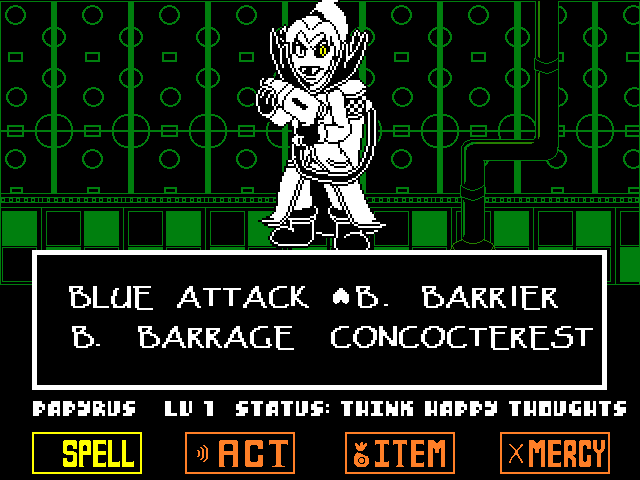 BLUE ATTACK B. BARRIER
B. BARRAGE CONCOCTEREST
PAPYRUS LV 1 STATUS: THINK HAPPY THOUGHTS
SPELL ACT ITEM MERCY